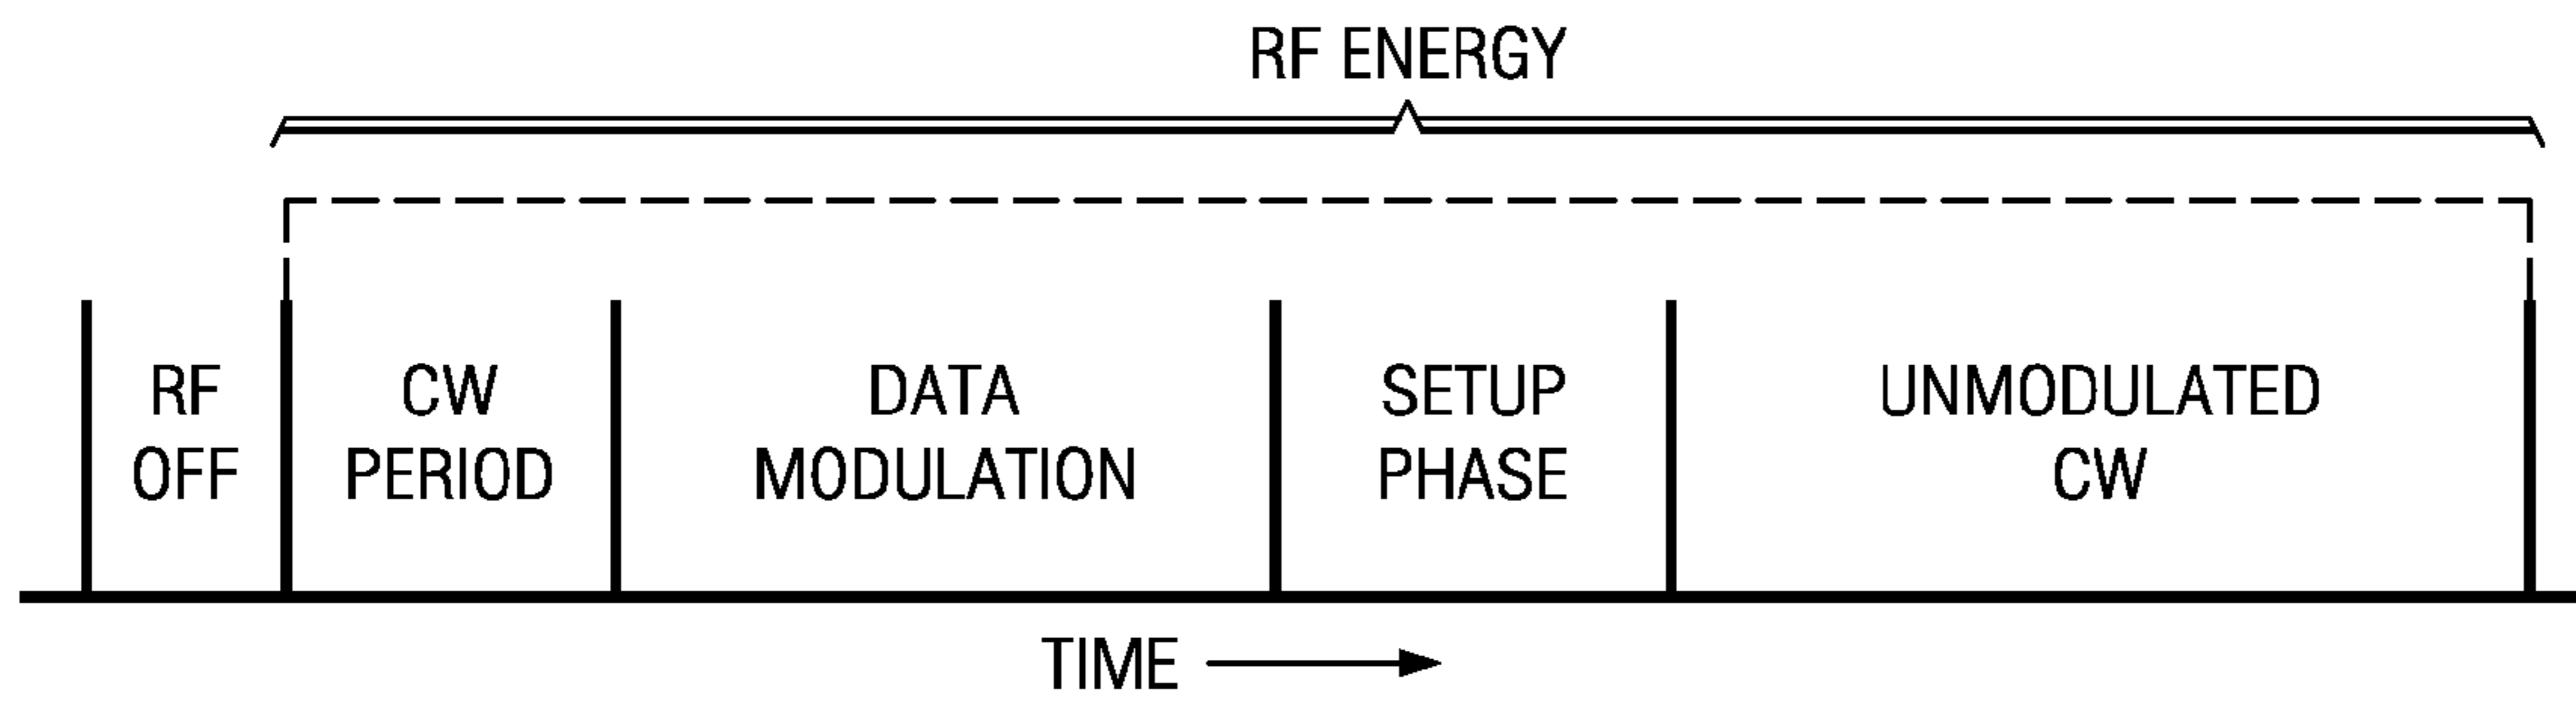 RF ENERGY
RF
OFF
CW
PERIOD
DATA
MODULATION
SETUP
PHASE
UNMODULATED
CW
TIME